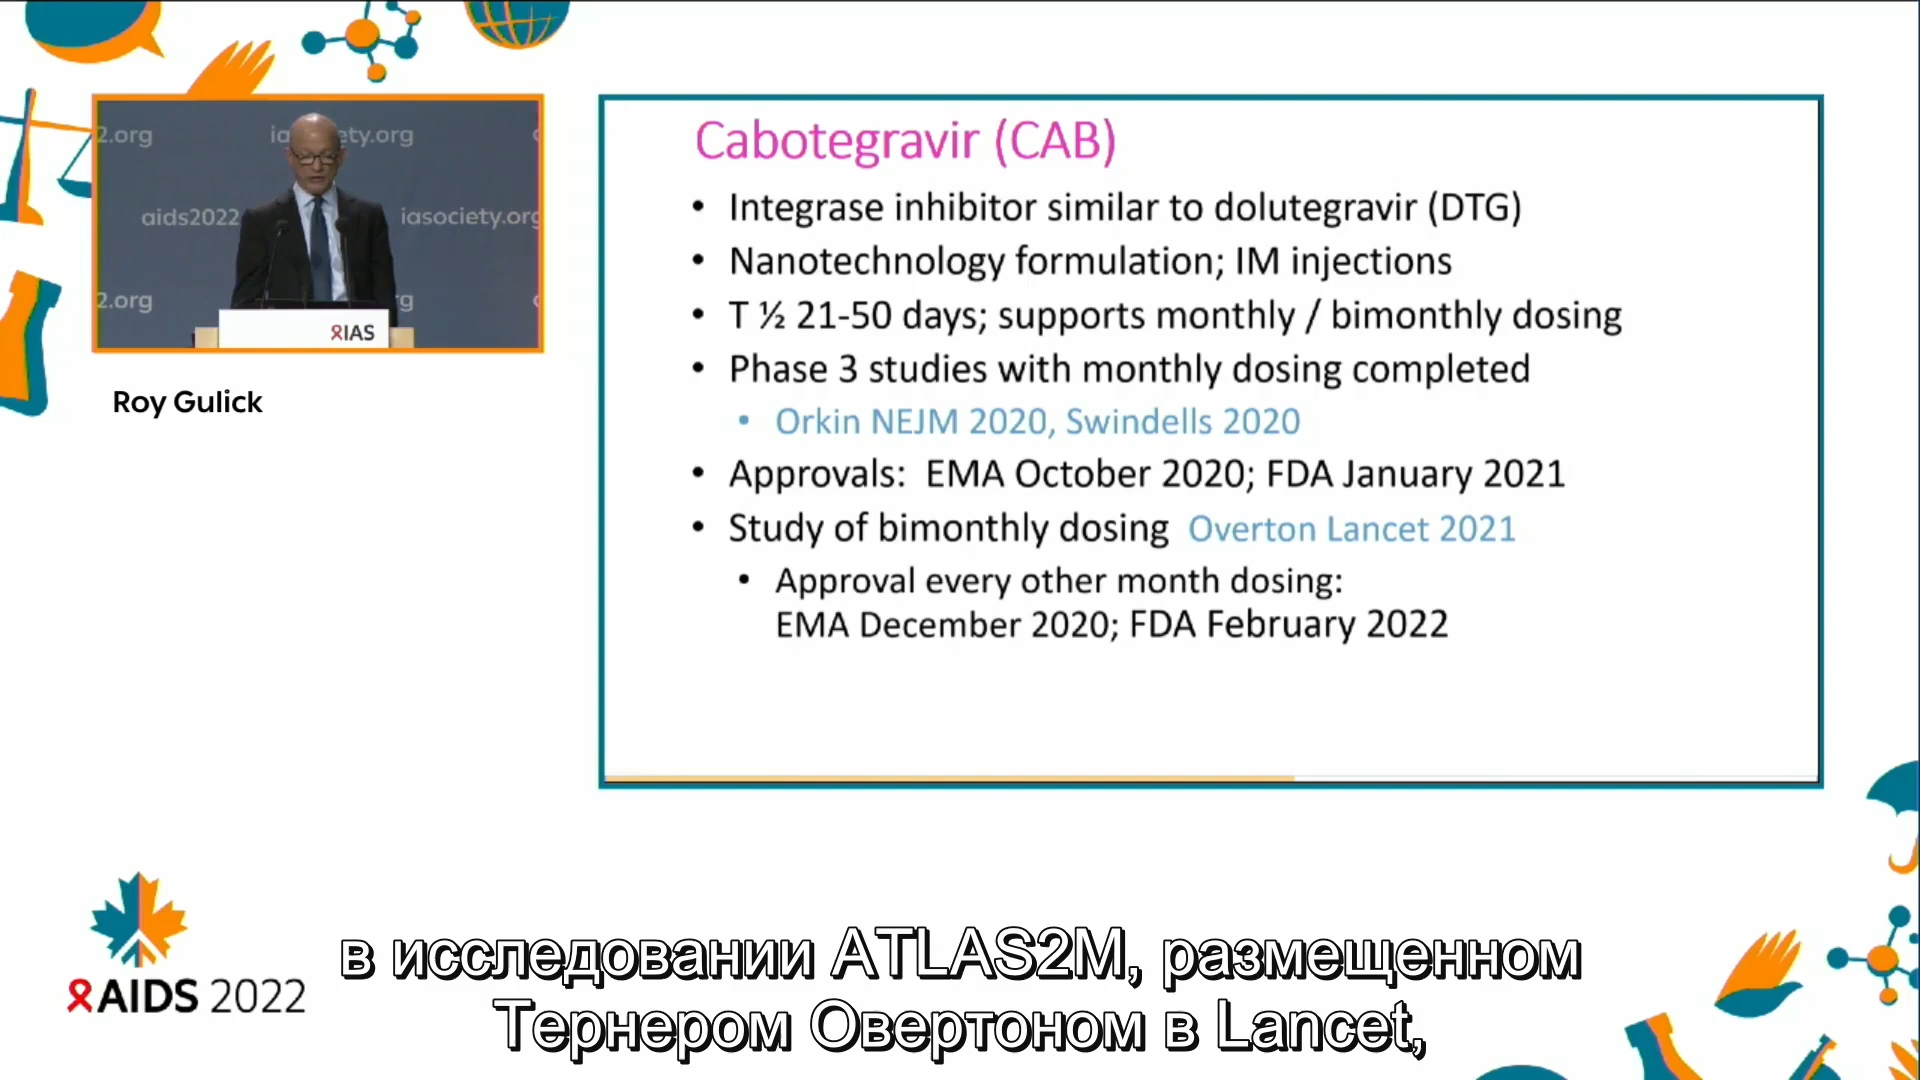 2.org
iasociety.org
aids2022
iasociety.org
2.org
IAS
Roy Gulick
Cabotegravir (CAB)
• Integrase inhibitor similar to dolutegravir (DTG)
• Nanotechnology formulation; IM injections
• T ½ 21-50 days; supports monthly / bimonthly dosing
• Phase 3 studies with monthly dosing completed
• Orkin NEJM 2020, Swindells 2020
• Approvals: EMA October 2020; FDA January 2021
• Study of bimonthly dosing Overton Lancet 2021
• Approval every other month dosing:
EMA December 2020; FDA February 2022
AIDS 2022
в исследовании ATLAS2M, размещенном
Тернером Овертоном в Lancet,